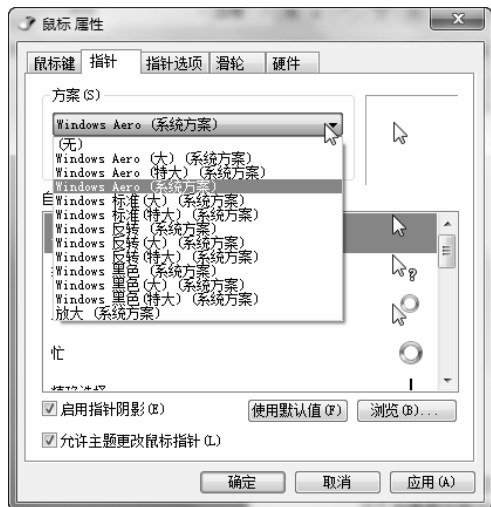 鼠标 属性
鼠标键 指针 指针选项 滑轮 硬件
方案(S)
Windows Aero (系统方案)
(无)
Windows Aero (大) (系统方案)
Windows Aero (特大) (系统方案)
Windows Aero (系统方案)
Windows 标准(大) (系统方案)
Windows 标准(特大) (系统方案)
Windows 反转 (系统方案)
Windows 反转(大) (系统方案)
Windows 反转(特大) (系统方案)
Windows 黑色 (系统方案)
Windows 黑色(大) (系统方案)
Windows 黑色(特大) (系统方案)
放大 (系统方案)
自
忙
启用指针阴影(E) 使用默认值(F) 浏览(B)...
允许主题更改鼠标指针(L)
确定 取消 应用(A)